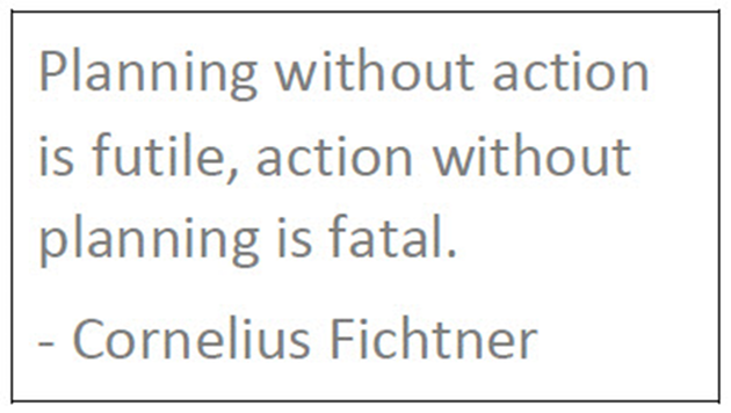 Planning without action
is futile, action without
planning is fatal.
- Cornelius Fichtner